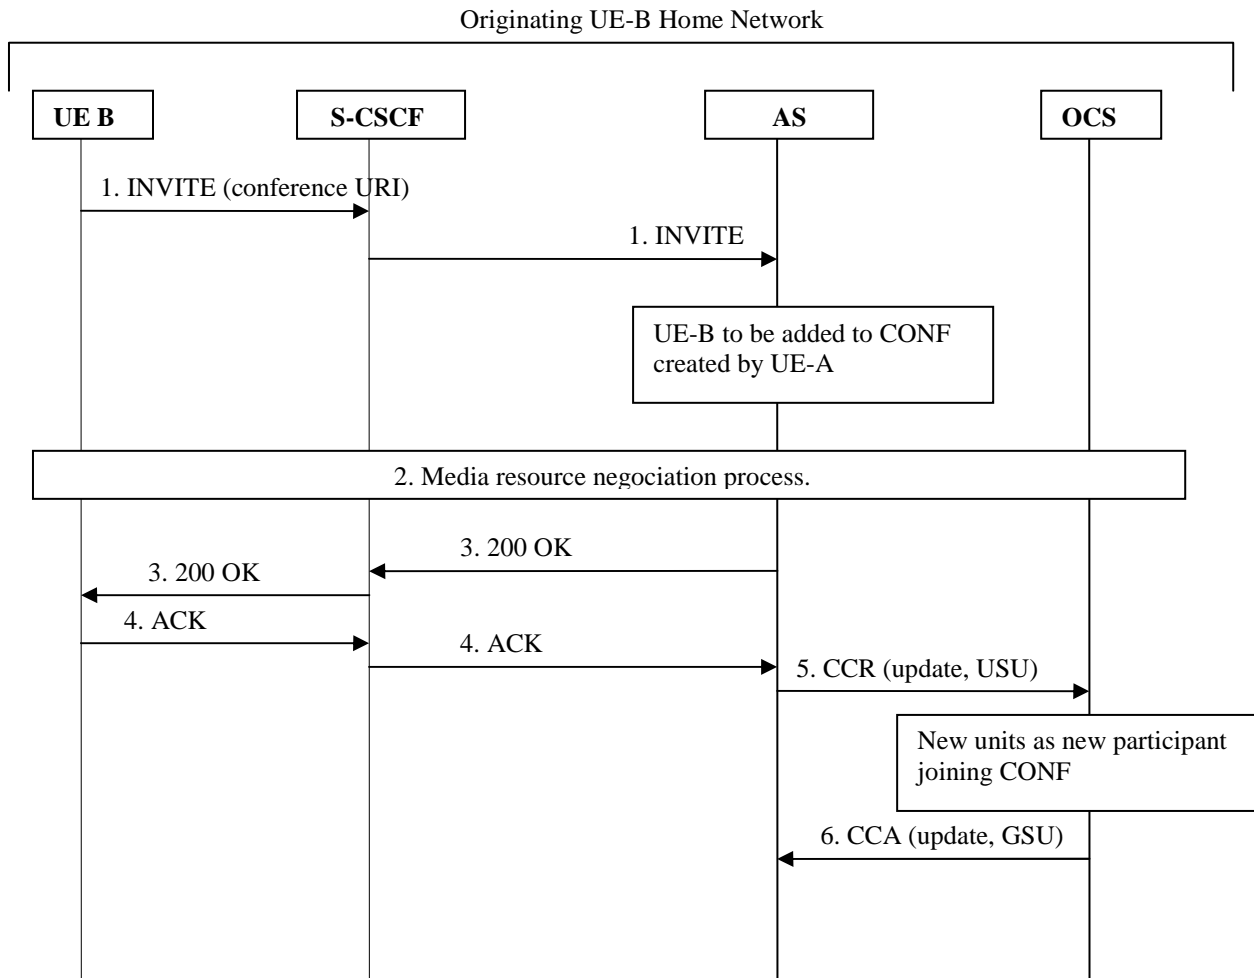 Originating UE-B Home Network
UE B
S-CSCF
AS
OCS
1. INVITE (conference URI)
1. INVITE
UE-B to be added to CONF
created by UE-A
2. Media resource negociation process.
3. 200 OK
3. 200 OK
4. ACK
4. ACK
5. CCR (update, USU)
New units as new participant
joining CONF
6. CCA (update, GSU)